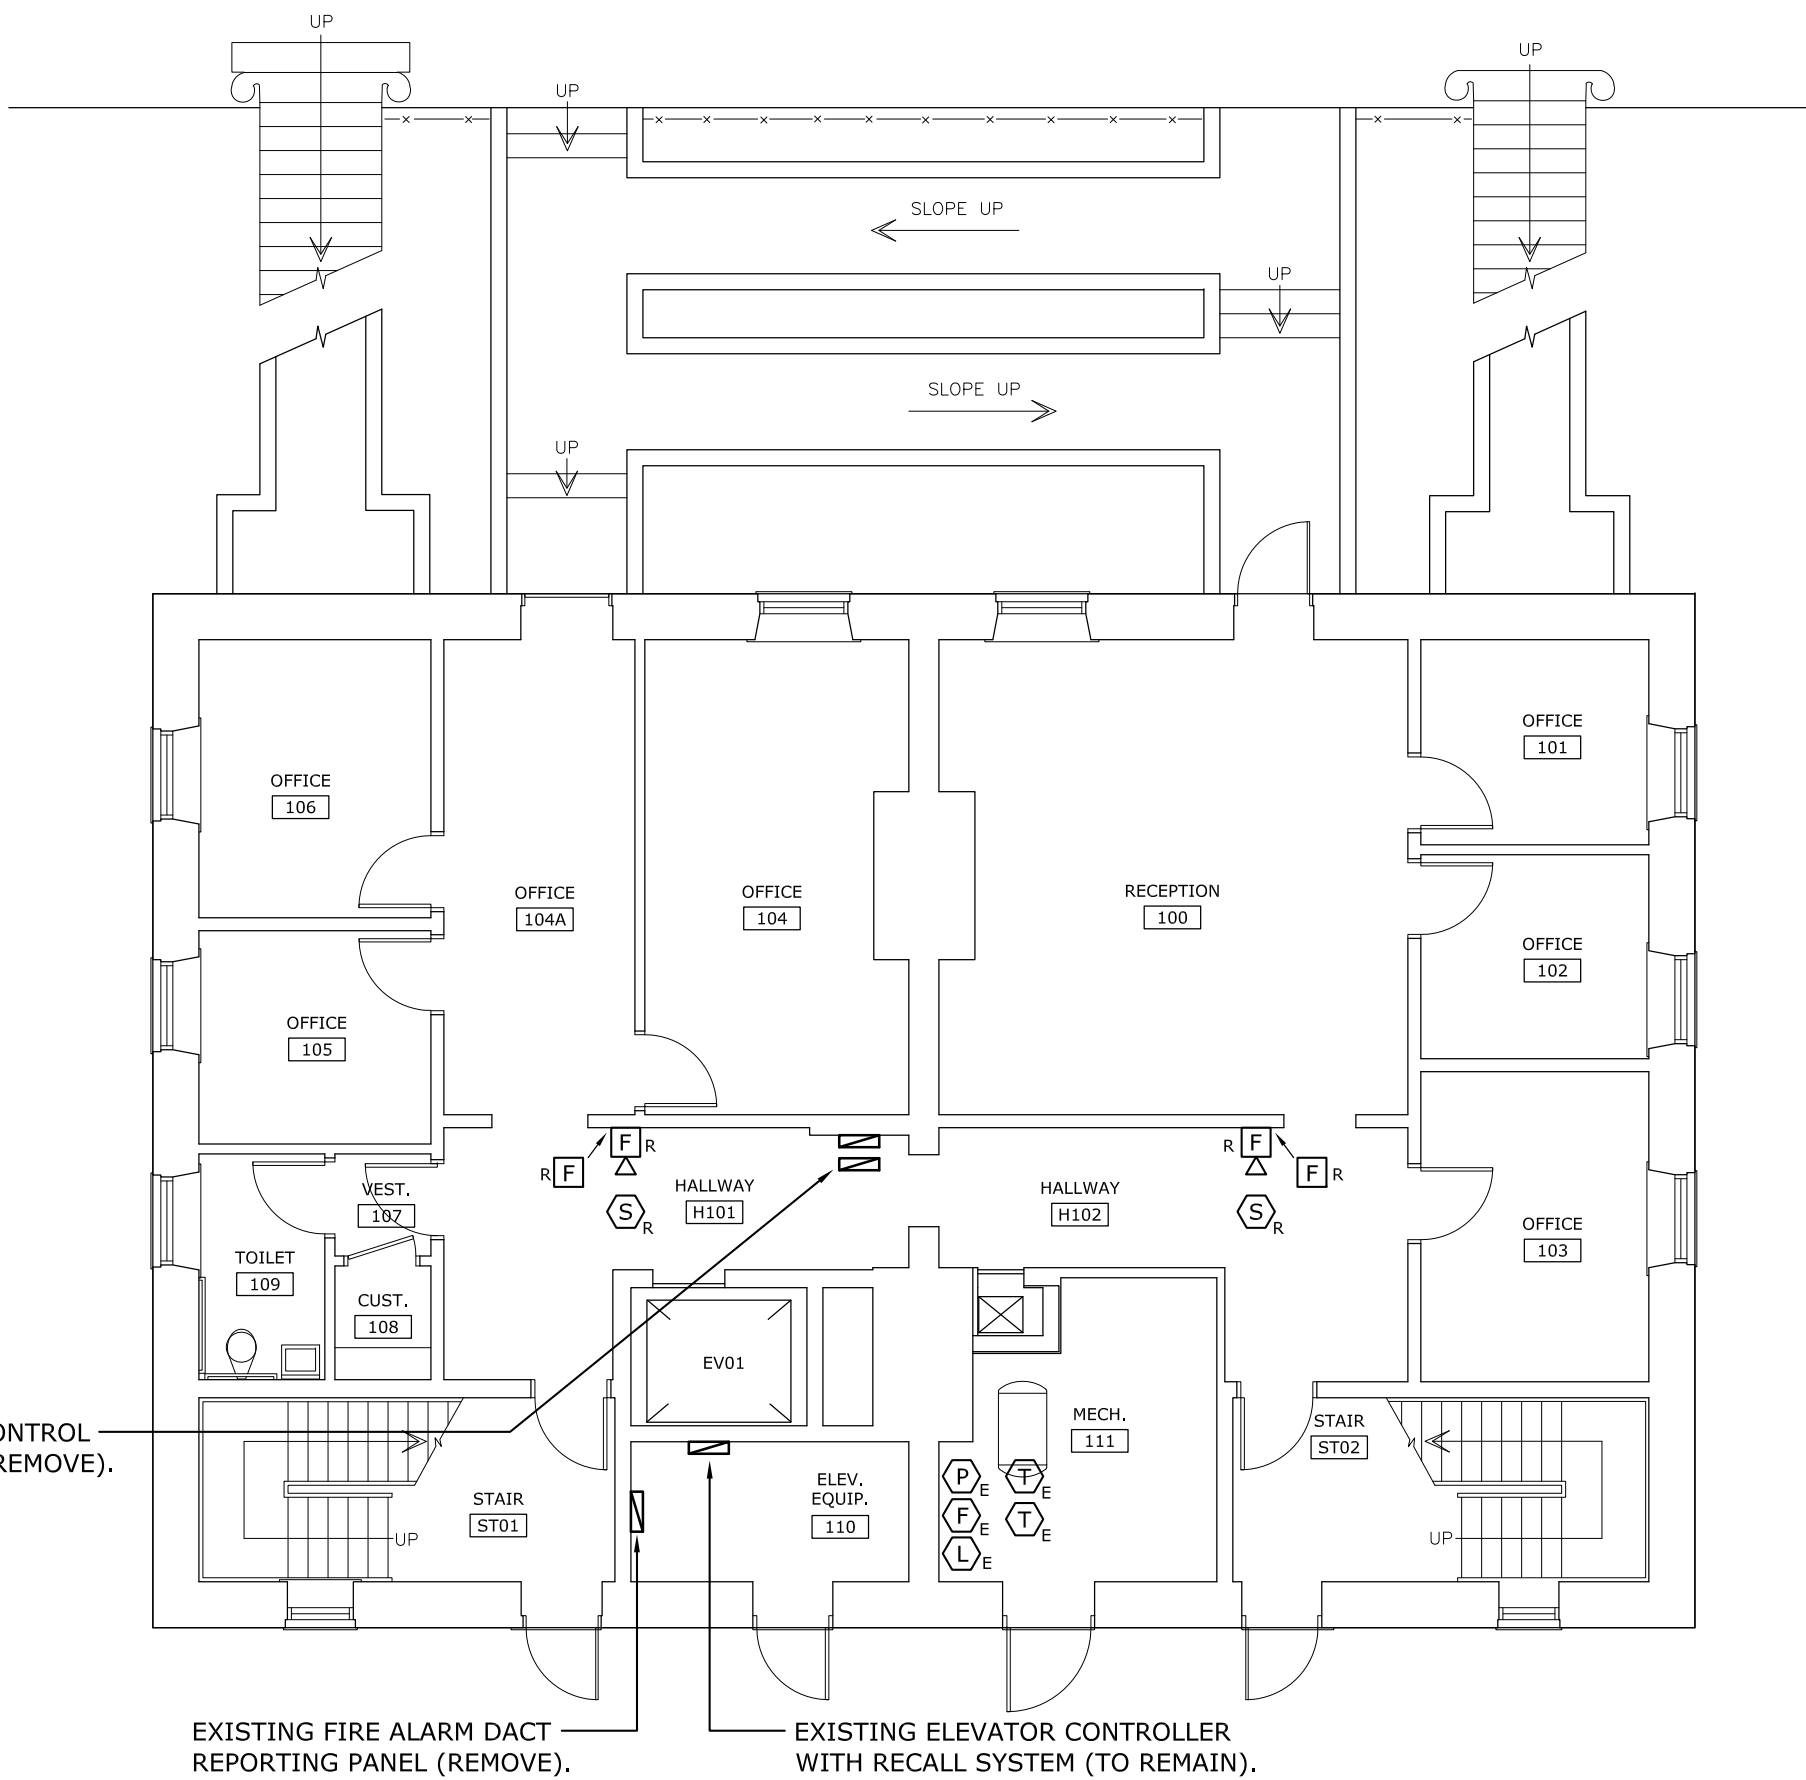 UP
UP
UP
SLOPE UP
UP
SLOPE UP
UP
OFFICE
101
OFFICE
106
OFFICE
104A
OFFICE
104
RECEPTION
100
OFFICE
102
OFFICE
105
F R
F R
R F
F R
VEST.
107
HALLWAY
H101
HALLWAY
H102
S R
S R
OFFICE
103
TOILET
109
CUST.
108
EV01
MECH.
111
STAIR
ST02
ONTROL
REMOVE).
P E
T E
ELEV.
EQUIP.
110
STAIR
ST01
F E
T E
L E
UP
UP
EXISTING FIRE ALARM DACT
REPORTING PANEL (REMOVE).
EXISTING ELEVATOR CONTROLLER
WITH RECALL SYSTEM (TO REMAIN).